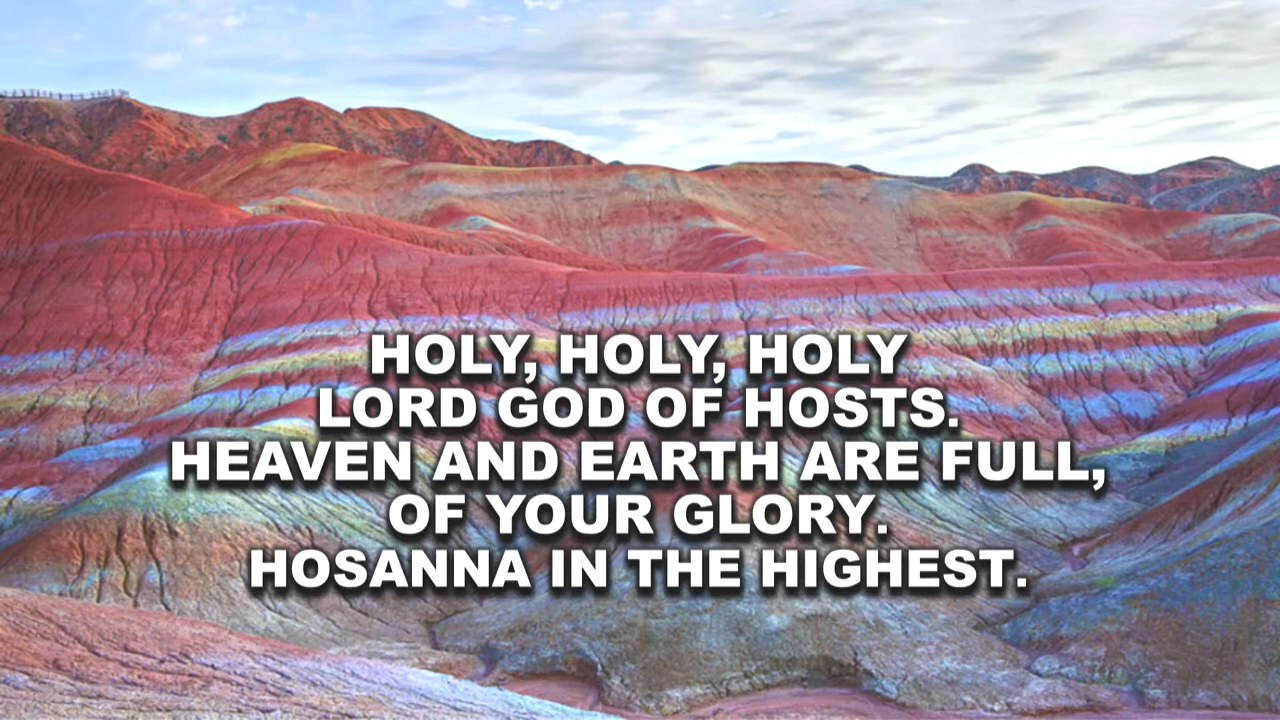 HOLY, HOLY, HOLY
LORD GOD OF HOSTS.
HEAVEN AND EARTH ARE FULL,
OF YOUR GLORY.
HOSANNA IN THE HIGHEST.